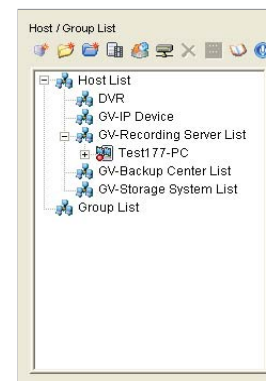 Host / Group List
Host List
DVR
GV-IP Device
GV-Recording Server List
Test177-PC
GV-Backup Center List
GV-Storage System List
Group List